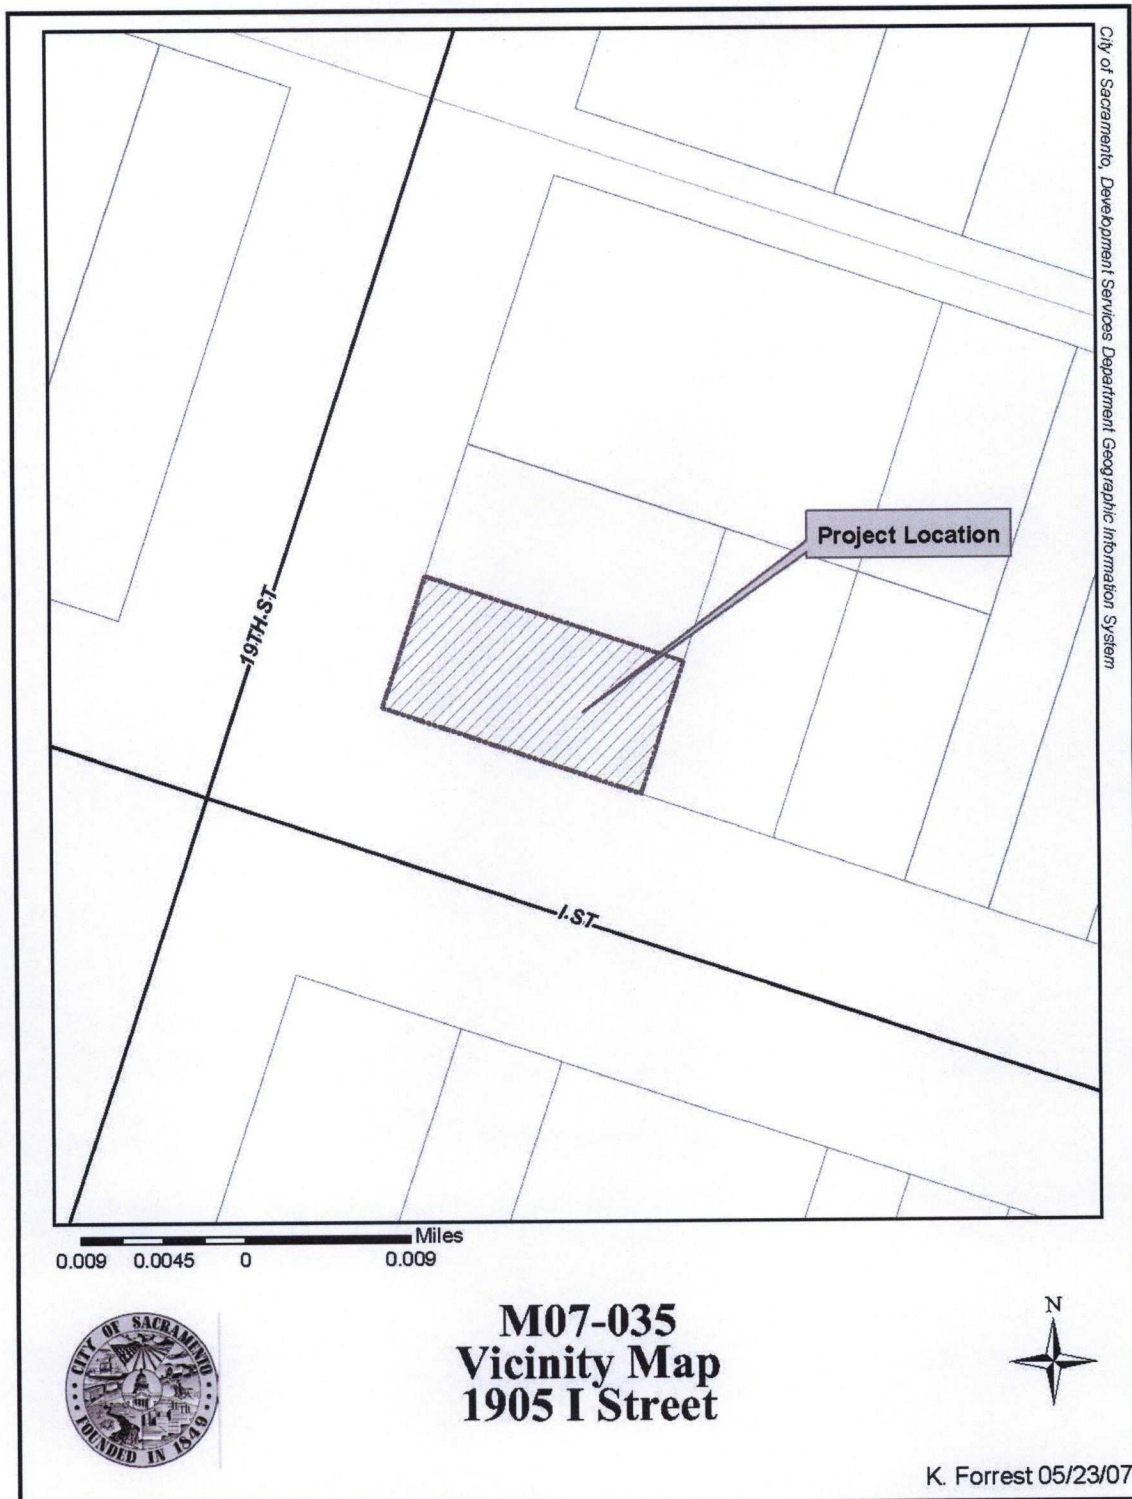 City of Sacramento, Development Services Department Geographic Information System
Project Location
19TH ST
I ST
Miles
0.009 0.0045 0 0.009
CITY OF SACRAMENTO
FOUNDED IN 1849
M07-035
Vicinity Map
1905 I Street
N
K. Forrest 05/23/07